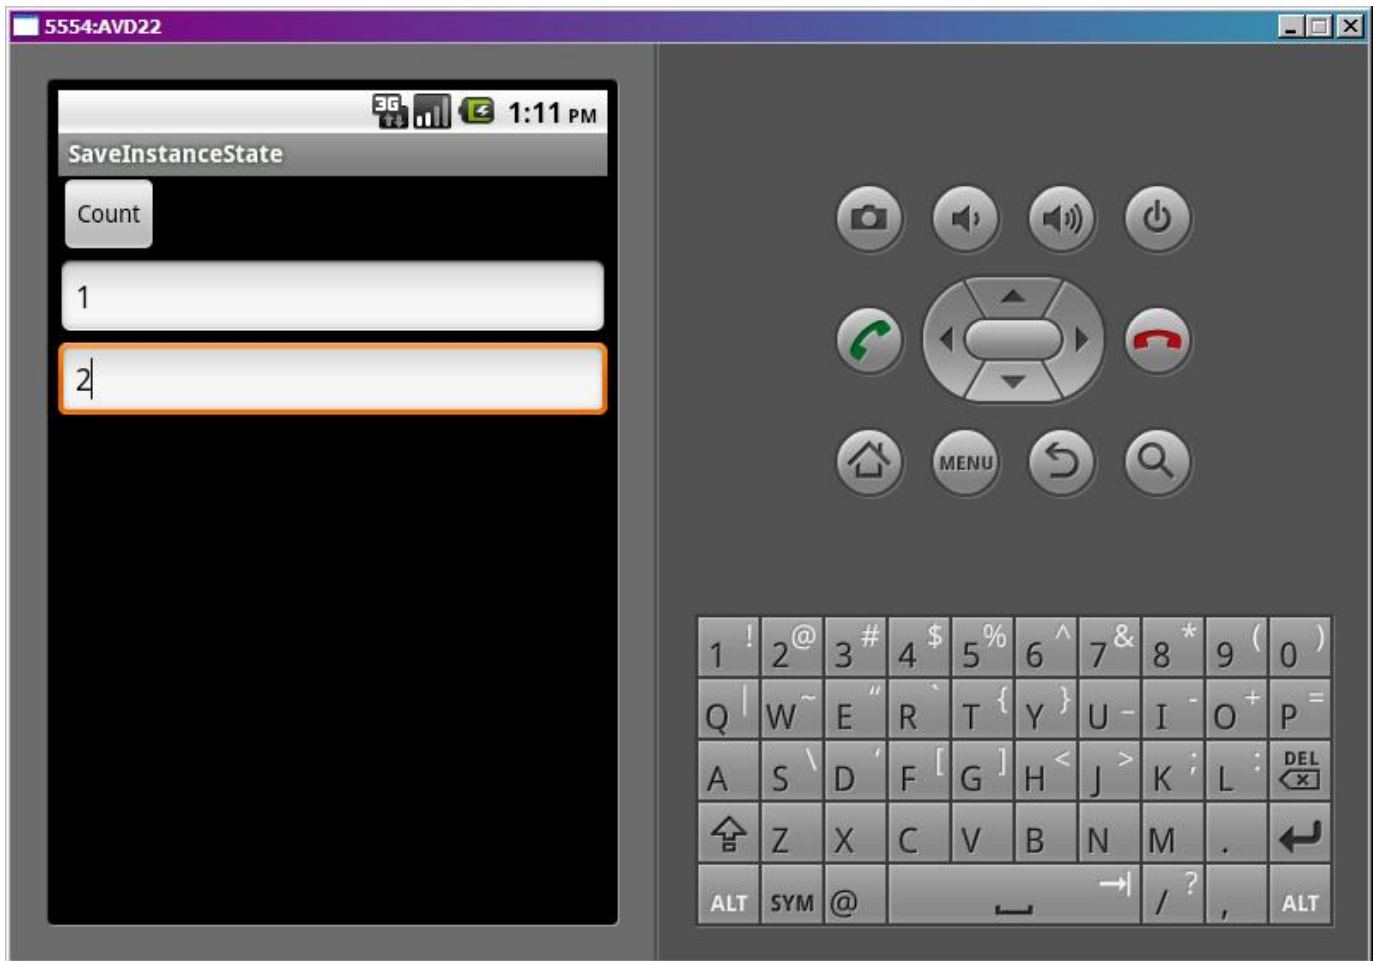 5554:AVD22
3G 1:11 PM
SaveInstanceState
Count
1
2
MENU
1 ! 2 @ 3 # 4 $ 5 % 6 ^ 7 & 8 * 9 ( 0 )
Q | W ~ E " R ` T { Y } U _ I - O + P =
A S \ D ' F [ G ] H < J > K ; L : DEL
Z X C V B N M .
ALT SYM @ / ? , ALT